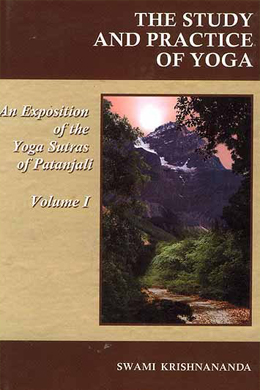 THE STUDY
AND PRACTICE
OF YOGA
An Exposition
of the
Yoga Sutras
of Patanjali
Volume I
SWAMI KRISHNANANDA